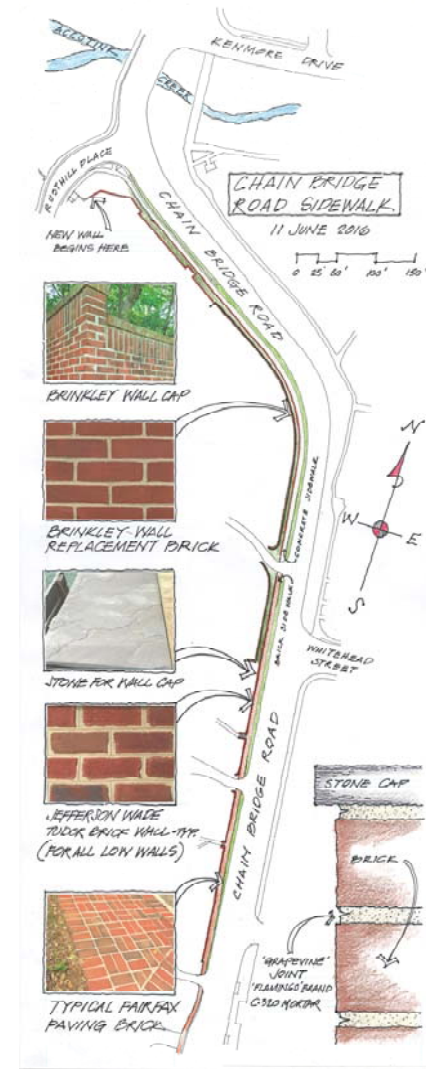 ACCOTINK
CREEK
KENMORE DRIVE
ROSTHILL PLACE
CHAIN BRIDGE
ROAD SIDEWALK
11 JUNE 2016
0 25' 50' 100' 150'
NEW WALL
BEGINS HERE
CHAIN BRIDGE ROAD
BRINKLEY WALL CAP
BRINKLEY-WALL
REPLACEMENT BRICK
CONCRETE SIDEWALK
N
W
E
S
BRICK SIDEWALK
WHITEHEAD
STREET
STONE FOR WALL CAP
JEFFERSON WADE
TUDOR BRICK WALL-TYP.
(FOR ALL LOW WALLS)
CHAIN BRIDGE ROAD
STONE CAP
BRICK
"GRAPEVINE"
JOINT
"FLAMINGO" BRAND
MORTAR
TYPICAL FAIRFAX
PAVING BRICK